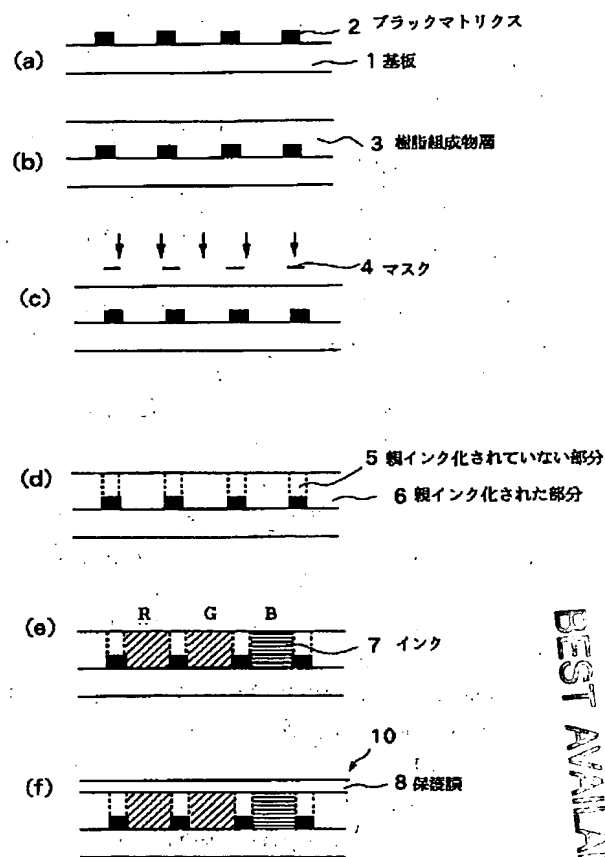 2 ブラックマトリクス
(a)
1 基板
3 樹脂組成物層
(b)
4 マスク
(c)
5 親インク化されていない部分
(d)
6 親インク化された部分
R G B
(e)
7 インク
10
(f)
8 保護膜
BEST AVAILA